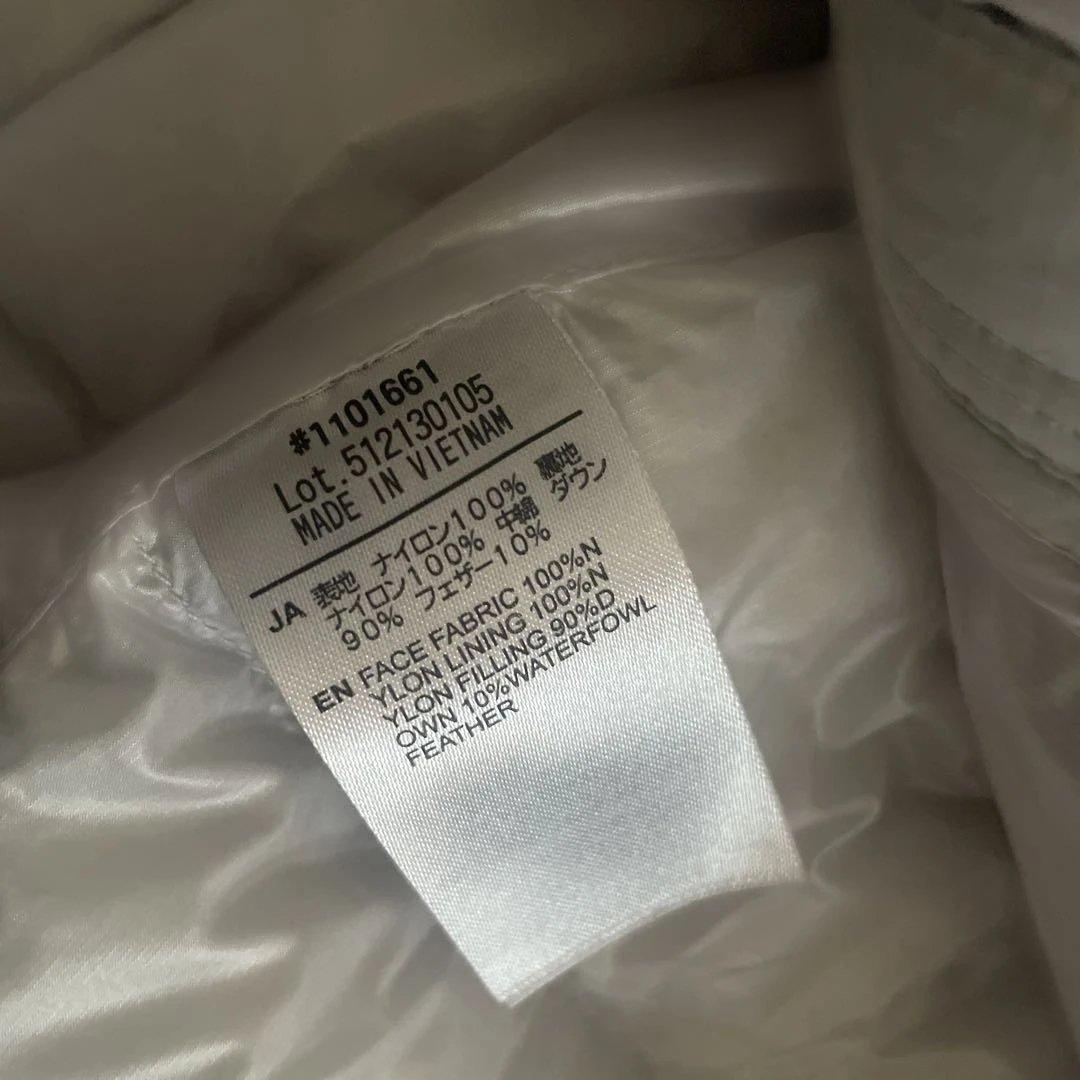 #1101661
Lot.512130105
MADE IN VIETNAM
JA 表地 ナイロン100% 裏地
ナイロン100% 中綿 ダウン
90% フェザー10%
EN FACE FABRIC 100%N
YLON LINING 100%N
YLON FILLING 90%D
OWN 10%WATERFOWL
FEATHER